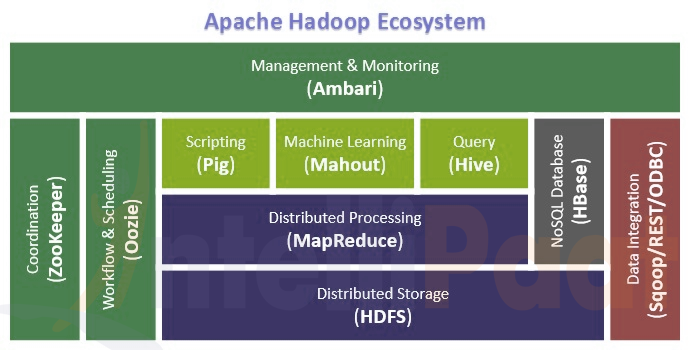 Apache Hadoop Ecosystem
Management & Monitoring
(Ambari)
Coordination
(ZooKeeper)
Workflow & Scheduling
(Oozie)
Scripting
(Pig)
Machine Learning
(Mahout)
Query
(Hive)
Distributed Processing
(MapReduce)
Distributed Storage
(HDFS)
NoSQL Database
(HBase)
Data Integration
(Sqoop/REST/ODBC)
IntelliPaat